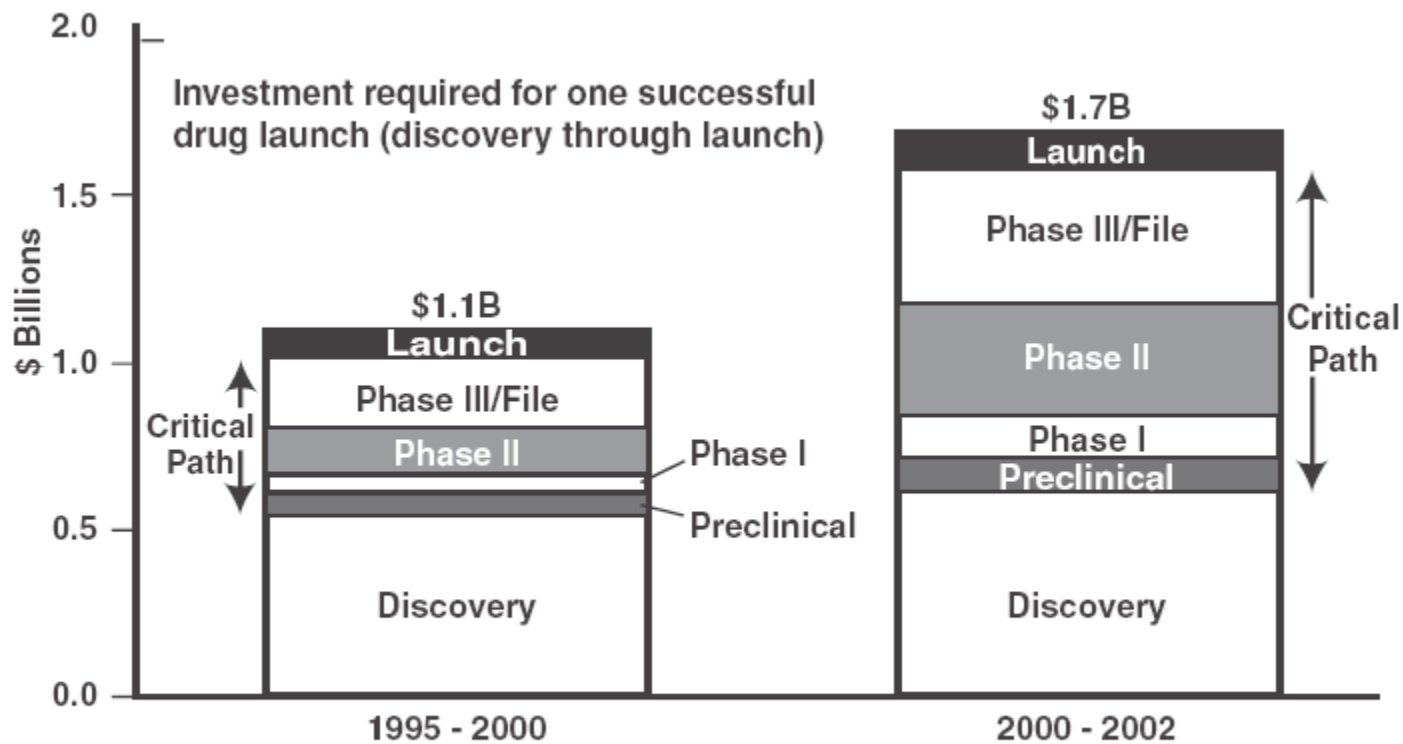 2.0
Investment required for one successful
drug launch (discovery through launch)
$1.7B
Launch
1.5
Phase III/File
$ Billions
$1.1B
Launch
Critical
Path
1.0
Phase II
Phase III/File
Critical
Path
Phase II
Phase I
Phase I
Preclinical
Preclinical
0.5
Discovery
Discovery
0.0
1995 - 2000
2000 - 2002